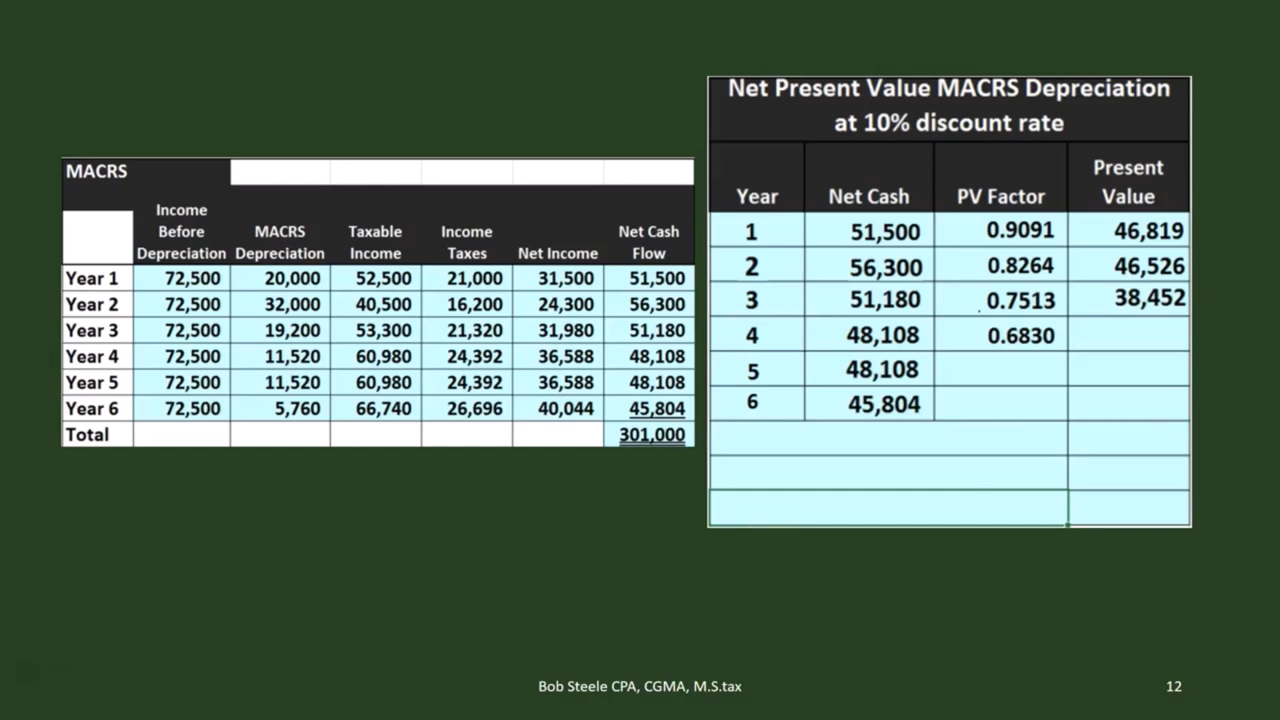 MACRS
Income Before Depreciation MACRS Depreciation Taxable Income Income Taxes Net Income Net Cash Flow
Year 1 72,500 20,000 52,500 21,000 31,500 51,500
Year 2 72,500 32,000 40,500 16,200 24,300 56,300
Year 3 72,500 19,200 53,300 21,320 31,980 51,180
Year 4 72,500 11,520 60,980 24,392 36,588 48,108
Year 5 72,500 11,520 60,980 24,392 36,588 48,108
Year 6 72,500 5,760 66,740 26,696 40,044 45,804
Total 301,000
Net Present Value MACRS Depreciation
at 10% discount rate
Year Net Cash PV Factor Present Value
1 51,500 0.9091 46,819
2 56,300 0.8264 46,526
3 51,180 0.7513 38,452
4 48,108 0.6830
5 48,108
6 45,804
Bob Steele CPA, CGMA, M.S.tax
12